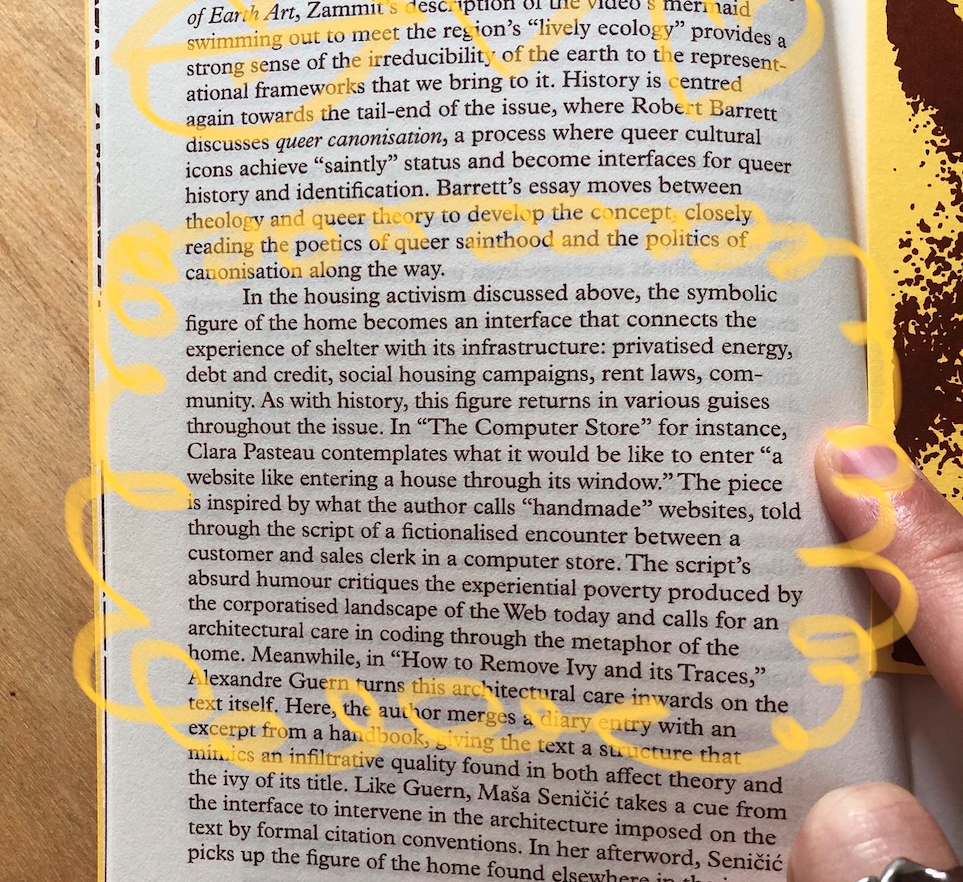 of Earth Art, Zammit's description of the video's mermaid
swimming out to meet the region's “lively ecology” provides a
strong sense of the irreducibility of the earth to the represent-
ational frameworks that we bring to it. History is centred
again towards the tail-end of the issue, where Robert Barrett
discusses queer canonisation, a process where queer cultural
icons achieve “saintly” status and become interfaces for queer
history and identification. Barrett's essay moves between
theology and queer theory to develop the concept, closely
reading the poetics of queer sainthood and the politics of
canonisation along the way.
In the housing activism discussed above, the symbolic
figure of the home becomes an interface that connects the
experience of shelter with its infrastructure: privatised energy,
debt and credit, social housing campaigns, rent laws, com-
munity. As with history, this figure returns in various guises
throughout the issue. In “The Computer Store” for instance,
Clara Pasteau contemplates what it would be like to enter “a
website like entering a house through its window.” The piece
is inspired by what the author calls “handmade” websites, told
through the script of a fictionalised encounter between a
customer and sales clerk in a computer store. The script's
absurd humour critiques the experiential poverty produced by
the corporatised landscape of the Web today and calls for an
architectural care in coding through the metaphor of the
home. Meanwhile, in “How to Remove Ivy and its Traces,”
Alexandre Guern turns this architectural care inwards on the
text itself. Here, the author merges a diary entry with an
excerpt from a handbook, giving the text a structure that
mimics an infiltrative quality found in both affect theory and
the ivy of its title. Like Guern, Maša Seničić takes a cue from
the interface to intervene in the architecture imposed on the
text by formal citation conventions. In her afterword, Seničić
picks up the figure of the home found elsewhere in the